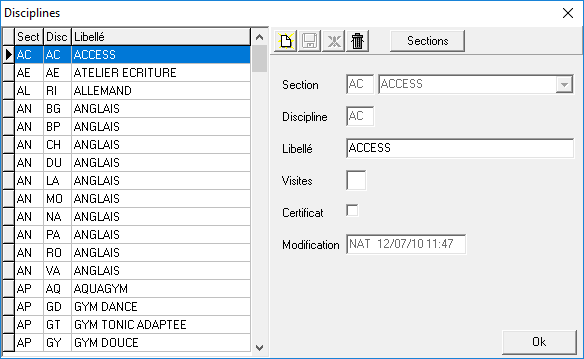 Disciplines
Sect Disc Libellé
AC AC ACCESS
AE AE ATELIER ECRITURE
AL RI ALLEMAND
AN BG ANGLAIS
AN BP ANGLAIS
AN CH ANGLAIS
AN DU ANGLAIS
AN LA ANGLAIS
AN MO ANGLAIS
AN NA ANGLAIS
AN PA ANGLAIS
AN RO ANGLAIS
AN VA ANGLAIS
AP AQ AQUAGYM
AP GD GYM DANCE
AP GT GYM TONIC ADAPTEE
AP GY GYM DOUCE
Sections
Section AC ACCESS
Discipline AC
Libellé ACCESS
Visites
Certificat
Modification NAT 12/07/10 11:47
Ok